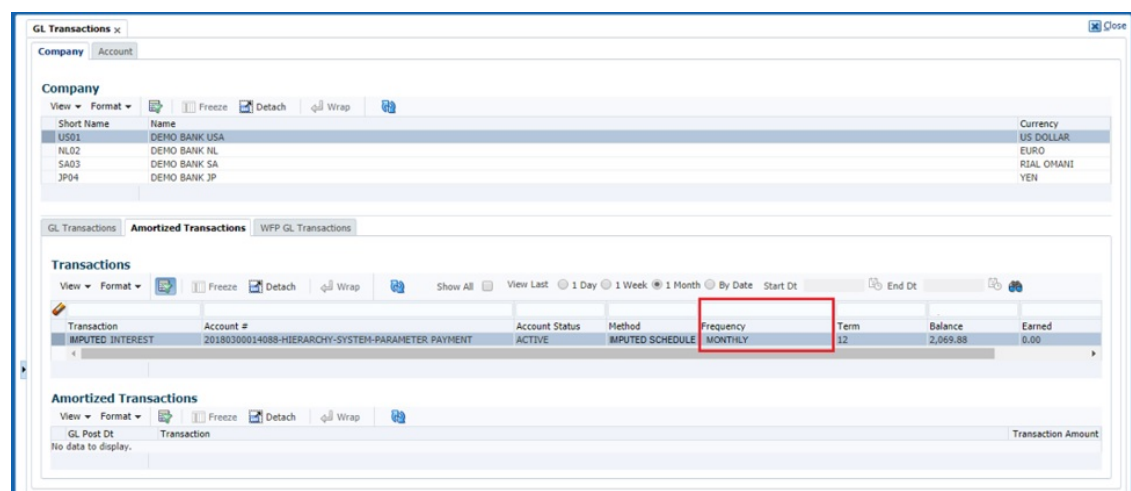 GL Transactions x
Close
Company Account
Company
View Format Freeze Detach Wrap
Short Name Name Currency
US01 DEMO BANK USA US DOLLAR
NL02 DEMO BANK NL EURO
SA03 DEMO BANK SA RIAL OMANI
JP04 DEMO BANK JP YEN
GL Transactions Amortized Transactions WFP GL Transactions
Transactions
View Format Freeze Detach Wrap Show All View Last 1 Day 1 Week 1 Month By Date Start Dt End Dt
Transaction Account # Account Status Method Frequency Term Balance Earned
IMPUTED INTEREST 20180300014088-HIERARCHY-SYSTEM-PARAMETER PAYMENT ACTIVE IMPUTED SCHEDULE MONTHLY 12 2,069.88 0.00
Amortized Transactions
View Format Freeze Detach Wrap
GL Post Dt Transaction Transaction Amount
No data to display.